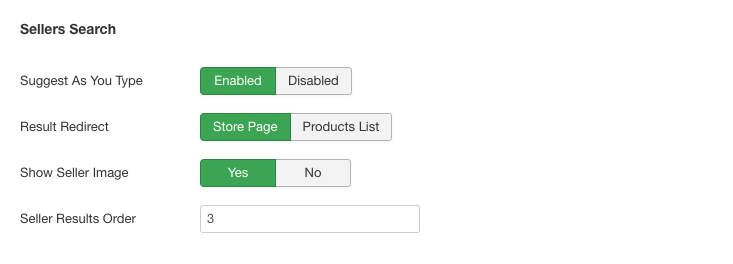 Sellers Search
Suggest As You Type Enabled Disabled
Result Redirect Store Page Products List
Show Seller Image Yes No
Seller Results Order 3